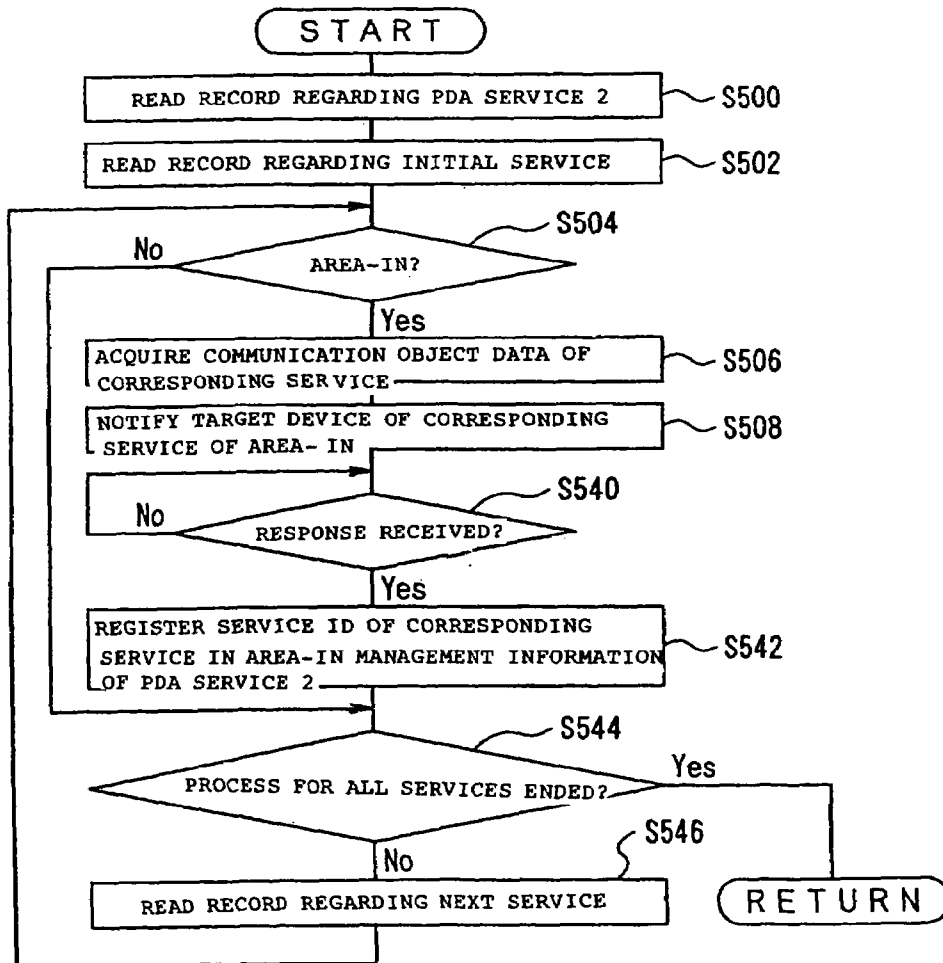 START
READ RECORD REGARDING PDA SERVICE 2
S500
READ RECORD REGARDING INITIAL SERVICE
S502
S504
No
AREA-IN?
Yes
ACQUIRE COMMUNICATION OBJECT DATA OF
CORRESPONDING SERVICE
S506
NOTIFY TARGET DEVICE OF CORRESPONDING
SERVICE OF AREA-IN
S508
S540
No
RESPONSE RECEIVED?
Yes
REGISTER SERVICE ID OF CORRESPONDING
SERVICE IN AREA-IN MANAGEMENT INFORMATION
OF PDA SERVICE 2
S542
S544
PROCESS FOR ALL SERVICES ENDED?
Yes
No
S546
READ RECORD REGARDING NEXT SERVICE
RETURN